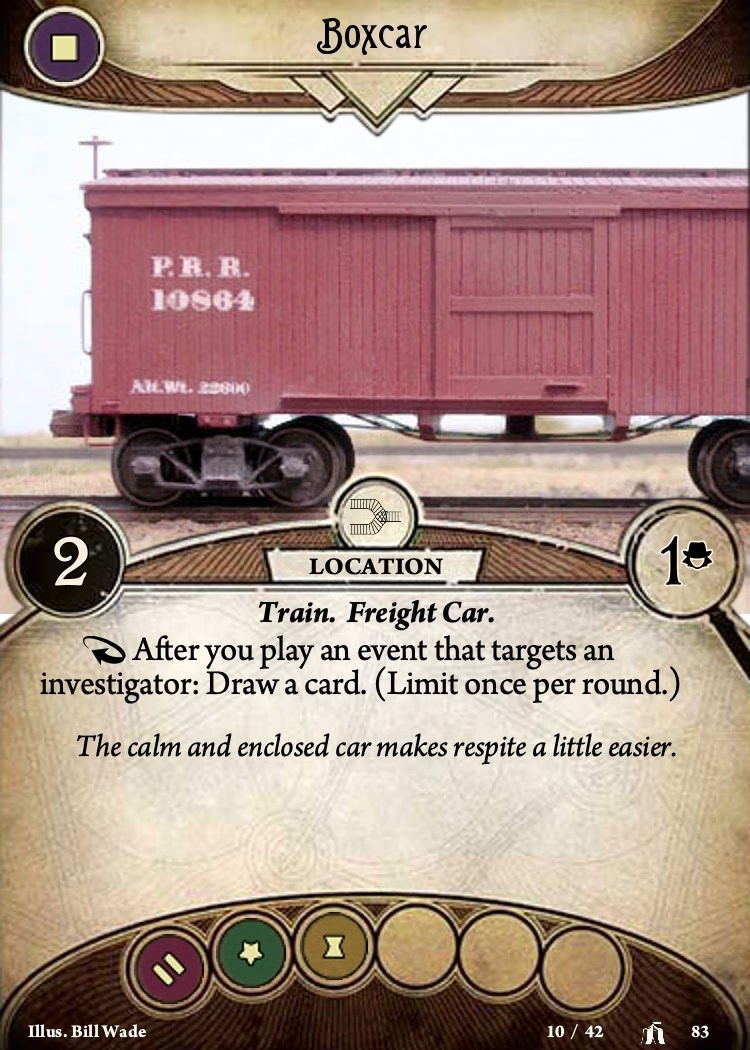 Boxcar
P. R. R.
10864
Alt.Wt. 22800
2
LOCATION
1
Train. Freight Car.
After you play an event that targets an
investigator: Draw a card. (Limit once per round.)
The calm and enclosed car makes respite a little easier.
Illus. Bill Wade
10 / 42
83